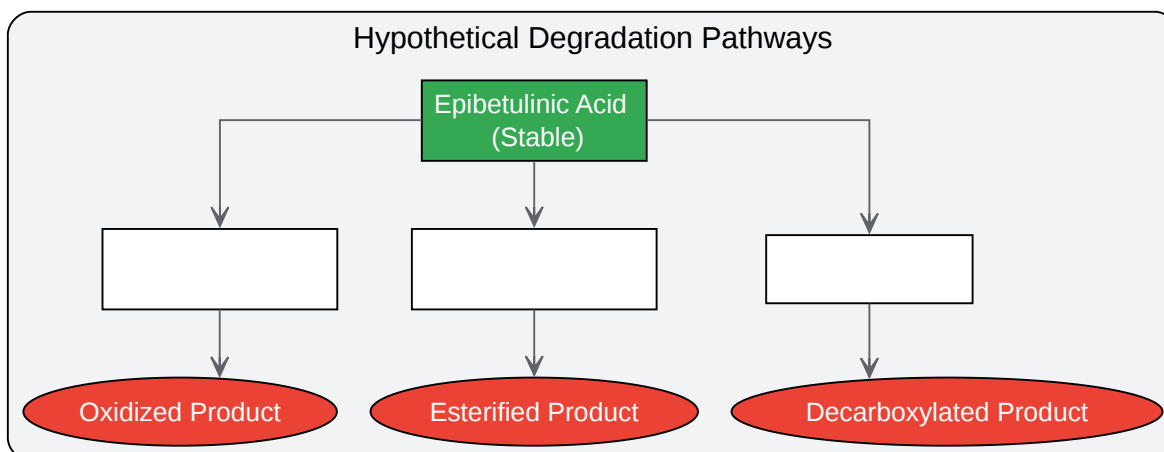 Hypothetical Degradation Pathways
Epibetulinic Acid
(Stable)
Oxidized Product
Esterified Product
Decarboxylated Product